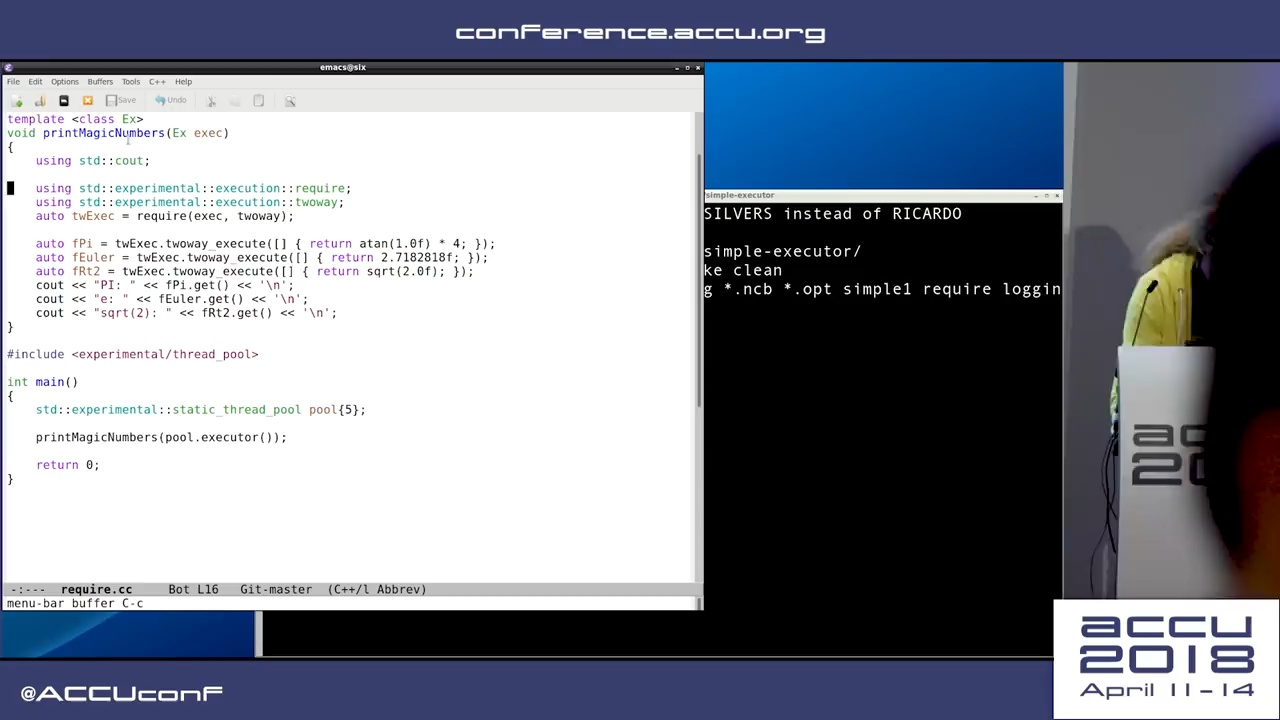 conference.accu.org
emacs@slx
File Edit Options Buffers Tools C++ Help
Save Undo
template <class Ex>
void printMagicNumbers(Ex exec)
{
using std::cout;
using std::experimental::execution::require;
using std::experimental::execution::twoway;
auto twExec = require(exec, twoway);
auto fPi = twExec.twoway_execute([] { return atan(1.0f) * 4; });
auto fEuler = twExec.twoway_execute([] { return 2.7182818f; });
auto fRt2 = twExec.twoway_execute([] { return sqrt(2.0f); });
cout << "PI: " << fPi.get() << '\n';
cout << "e: " << fEuler.get() << '\n';
cout << "sqrt(2): " << fRt2.get() << '\n';
}
#include <experimental/thread_pool>
int main()
{
std::experimental::static_thread_pool pool{5};
printMagicNumbers(pool.executor());
return 0;
}
-:--- require.cc Bot L16 Git-master (C++/l Abbrev)
menu-bar buffer C-c
/simple-executor
SILVERS instead of RICARDO
simple-executor/
ke clean
g *.ncb *.opt simple1 require loggin
accu
20
accu
2018
April 11-14
@ACCUconf